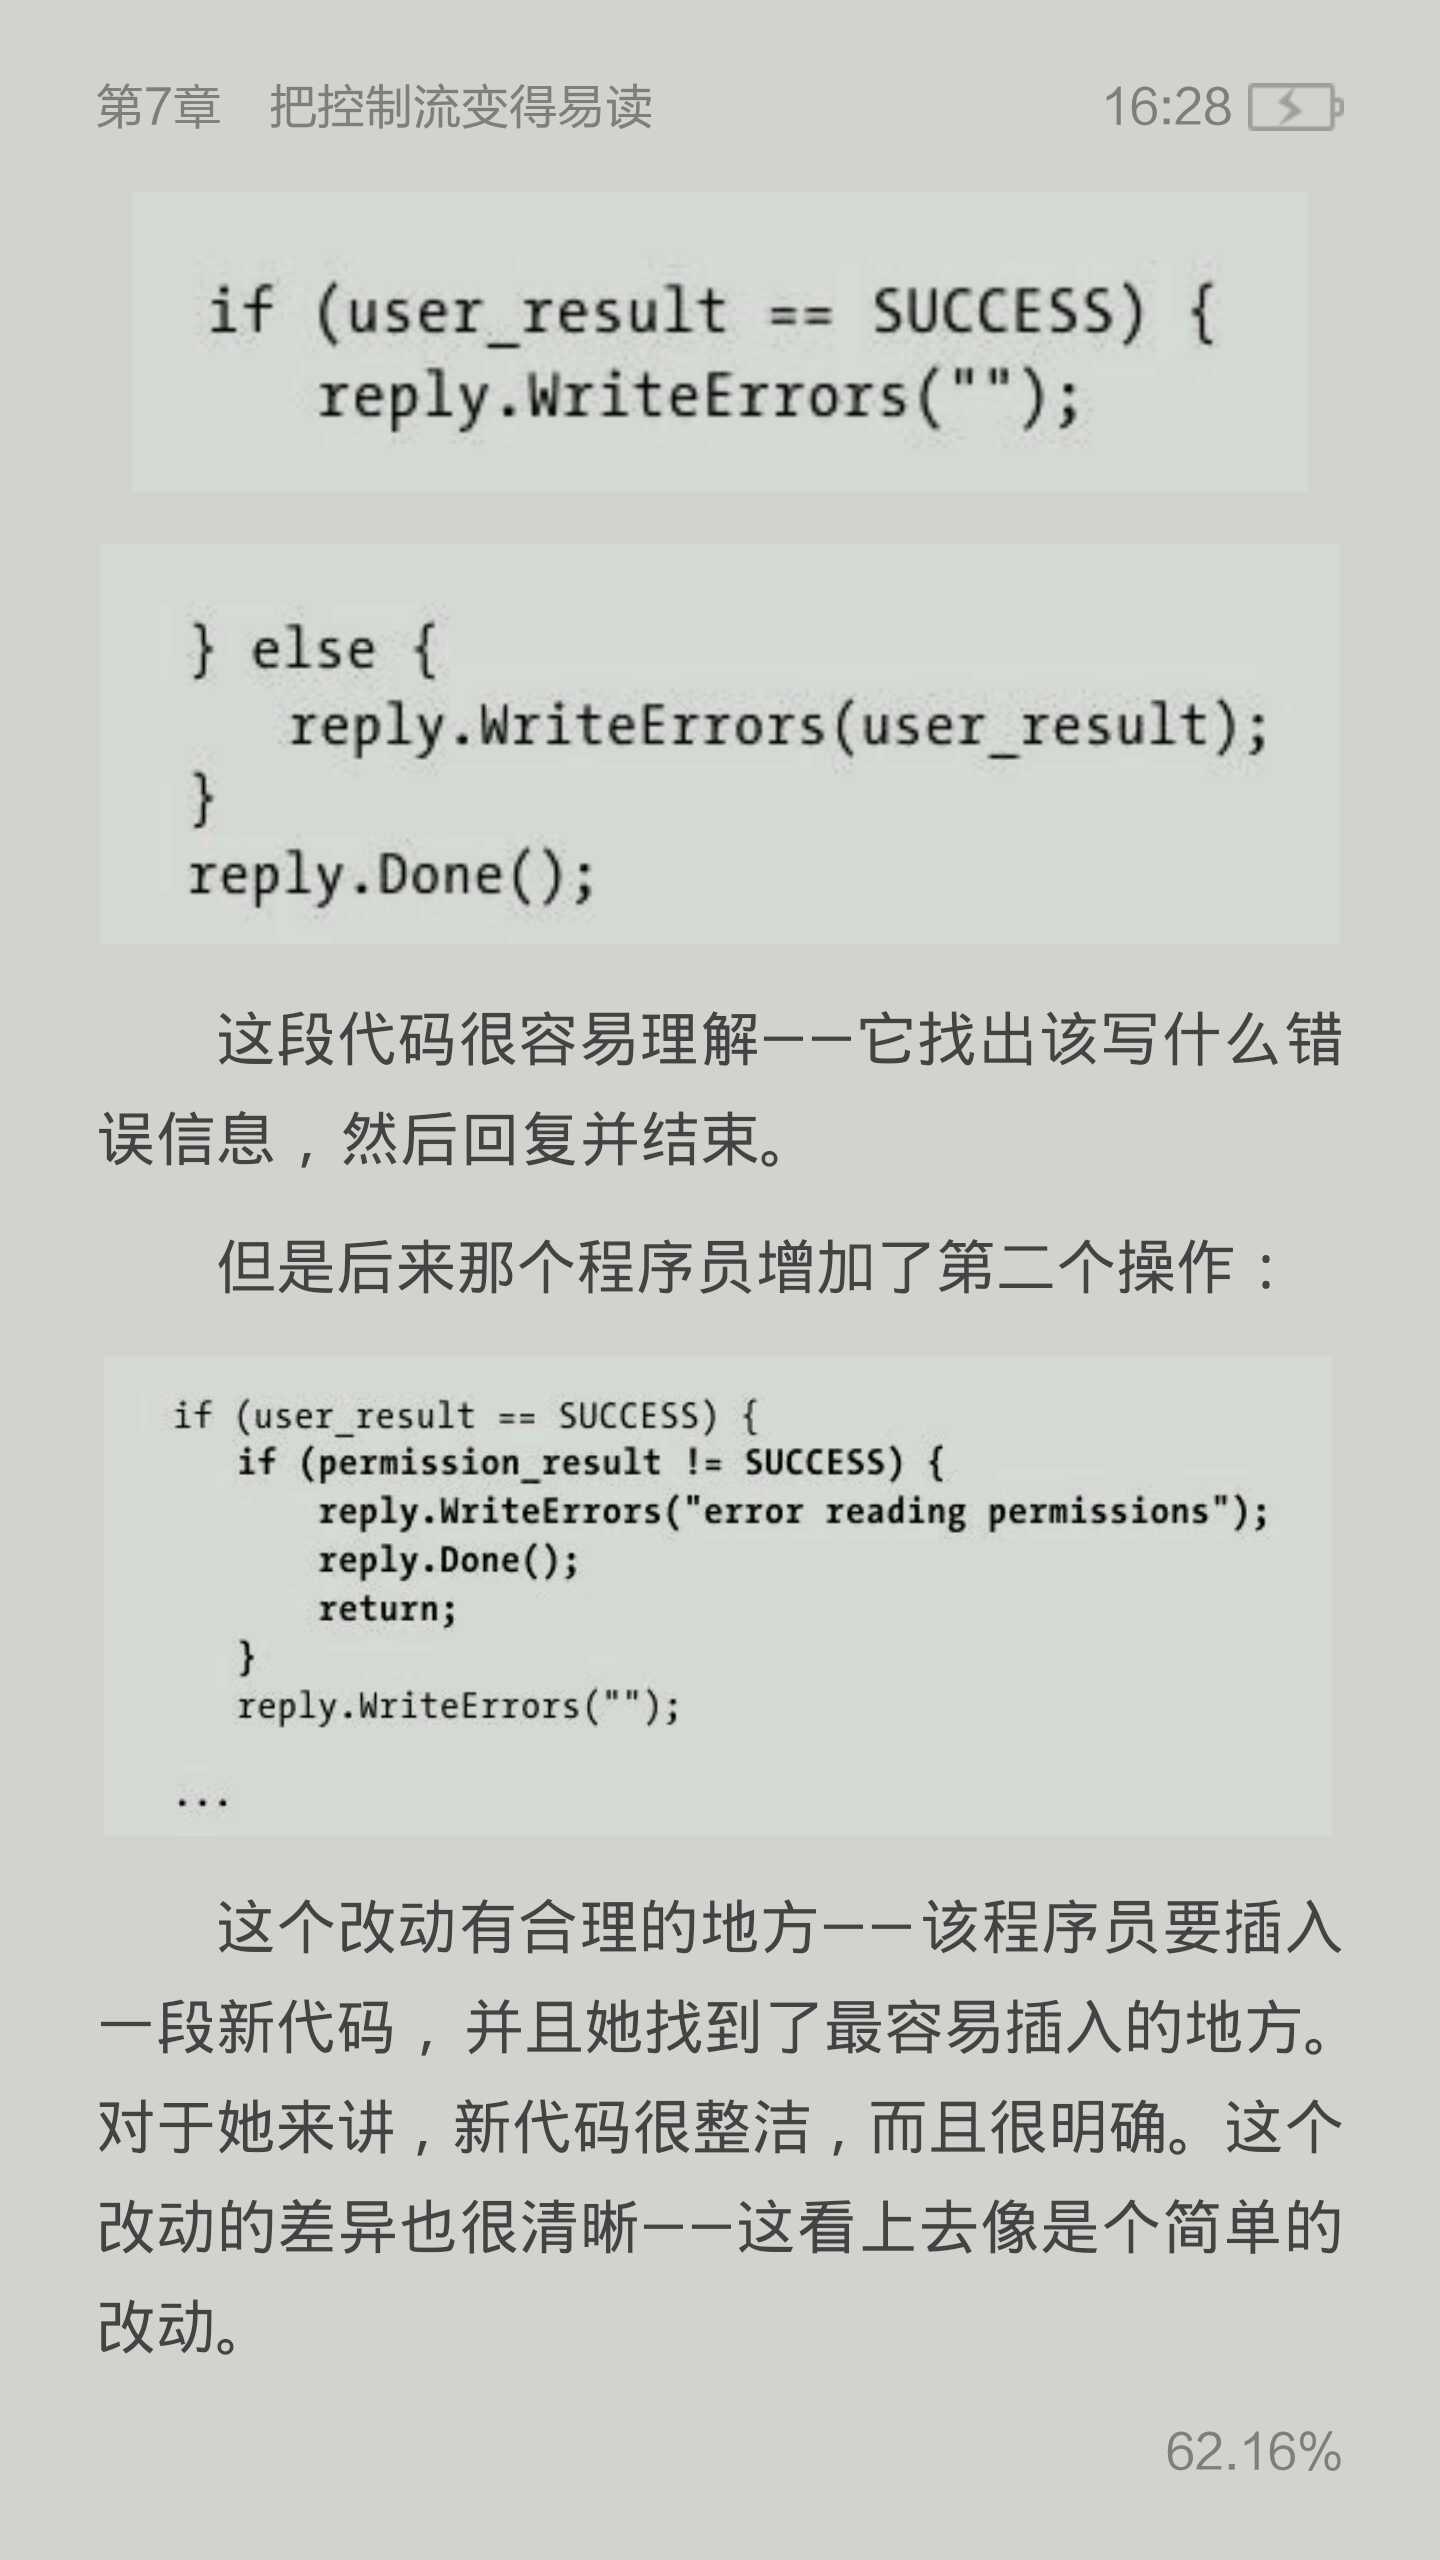 第7章　把控制流变得易读
16:28
if (user_result == SUCCESS) {
    reply.WriteErrors("");
} else {
    reply.WriteErrors(user_result);
}
reply.Done();
这段代码很容易理解——它找出该写什么错
误信息，然后回复并结束。
但是后来那个程序员增加了第二个操作：
if (user_result == SUCCESS) {
    if (permission_result != SUCCESS) {
        reply.WriteErrors("error reading permissions");
        reply.Done();
        return;
    }
    reply.WriteErrors("");
...
这个改动有合理的地方——该程序员要插入
一段新代码，并且她找到了最容易插入的地方。
对于她来讲，新代码很整洁，而且很明确。这个
改动的差异也很清晰——这看上去像是个简单的
改动。
62.16%